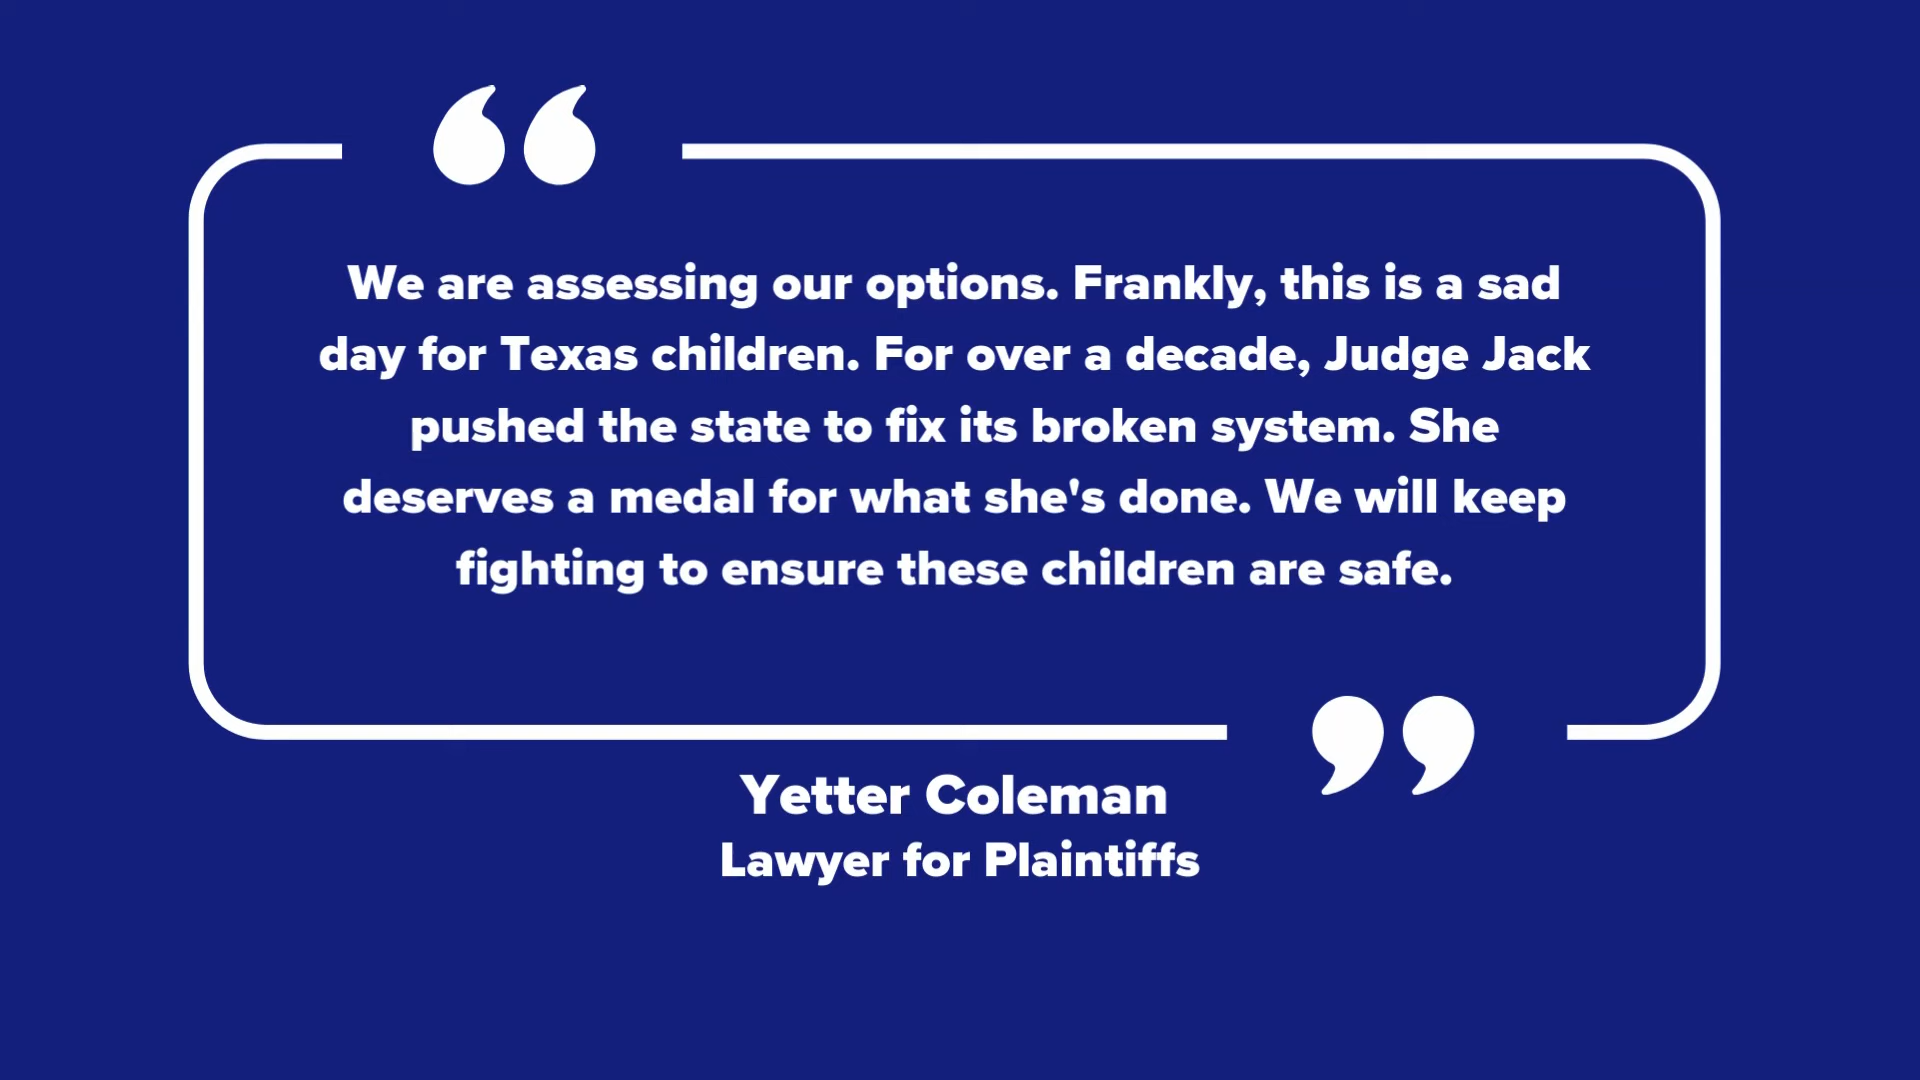 We are assessing our options. Frankly, this is a sad
day for Texas children. For over a decade, Judge Jack
pushed the state to fix its broken system. She
deserves a medal for what she's done. We will keep
fighting to ensure these children are safe.
Yetter Coleman
Lawyer for Plaintiffs